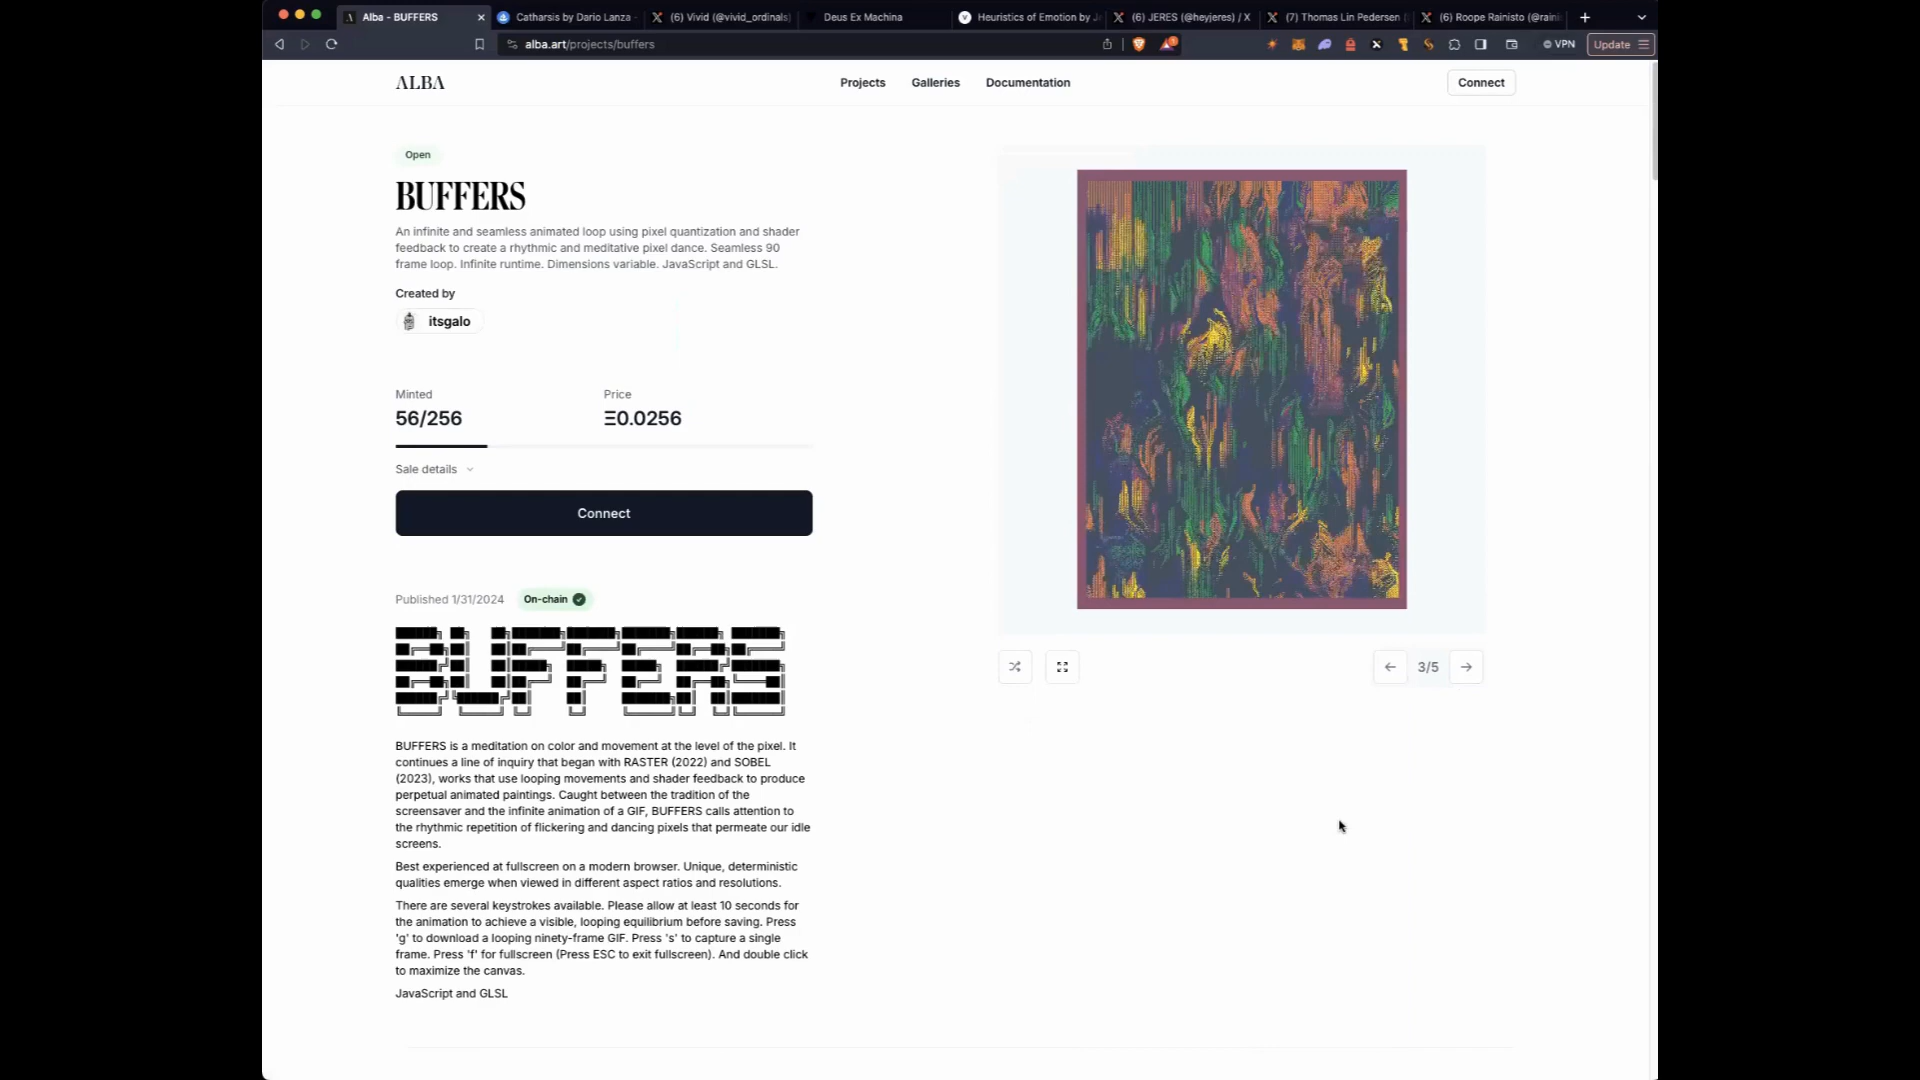 Alba - BUFFERS
Catharsis by Dario Lanza
(6) Vivid (@vivid_ordinals)
Deus Ex Machina
Heuristics of Emotion by
(6) JERES (@heyjeres) / X
(7) Thomas Lin Pedersen
(6) Roope Rainisto
alba.art/projects/buffers
VPN
Update
ALBA
Projects
Galleries
Documentation
Connect
Open
BUFFERS
An infinite and seamless animated loop using pixel quantization and shader
feedback to create a rhythmic and meditative pixel dance. Seamless 90
frame loop. Infinite runtime. Dimensions variable. JavaScript and GLSL.
Created by
itsgalo
Minted
Price
56/256
Ξ0.0256
Sale details
Connect
Published 1/31/2024
On-chain
BUFFERS
BUFFERS is a meditation on color and movement at the level of the pixel. It
continues a line of inquiry that began with RASTER (2022) and SOBEL
(2023), works that use looping movements and shader feedback to produce
perpetual animated paintings. Caught between the tradition of the
screensaver and the infinite animation of a GIF, BUFFERS calls attention to
the rhythmic repetition of flickering and dancing pixels that permeate our idle
screens.
Best experienced at fullscreen on a modern browser. Unique, deterministic
qualities emerge when viewed in different aspect ratios and resolutions.
There are several keystrokes available. Please allow at least 10 seconds for
the animation to achieve a visible, looping equilibrium before saving. Press
'g' to download a looping ninety-frame GIF. Press 's' to capture a single
frame. Press 'f' for fullscreen (Press ESC to exit fullscreen). And double click
to maximize the canvas.
JavaScript and GLSL
3/5